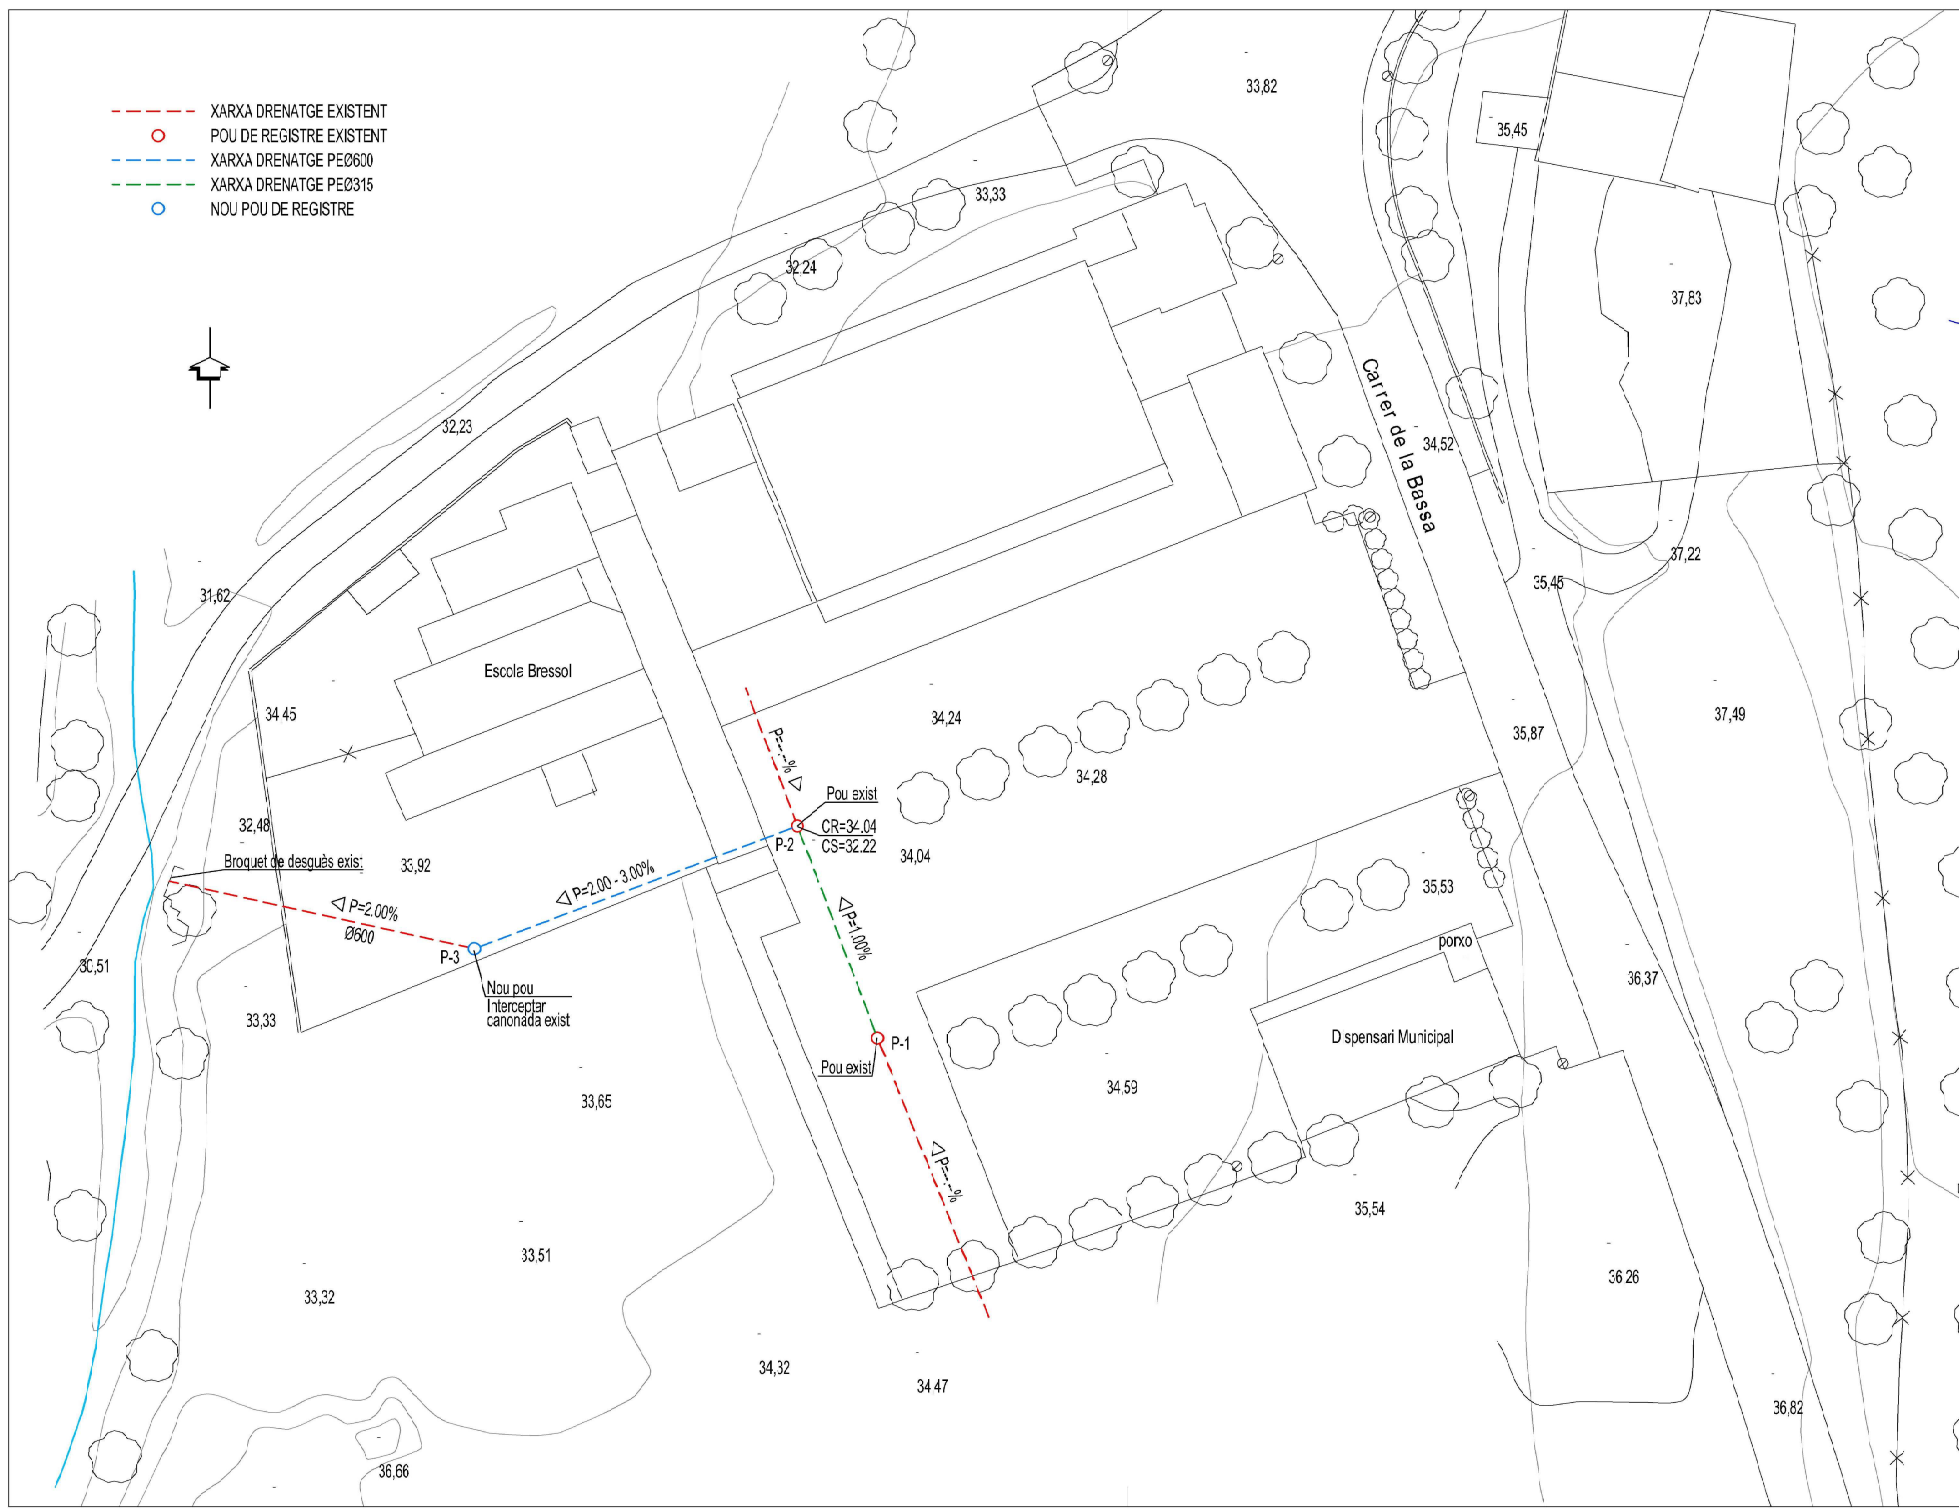 XARXA DRENATGE EXISTENT
POU DE REGISTRE EXISTENT
XARXA DRENATGE PEØ600
XARXA DRENATGE PEØ315
NOU POU DE REGISTRE
33,82
35,45
33,33
32,24
37,83
32,23
Carrer de la Bassa
34,52
37,22
35,45
31,62
Escola Bressol
34,45
34,24
37,49
35,87
P=-.--%
34,28
Pou exist
CR=34.04
CS=32.22
P-2
34,04
32,48
Broquet de desguàs exist
33,92
P=2.00 - 3.00%
35,53
P=2.00%
Ø600
P=1.00%
porxo
P-3
30,51
36,37
Nou pou
Interceptar
canonada exist
33,33
P-1
Dispensari Municipal
Pou exist
34,59
33,65
P=-.--%
35,54
33,51
36,26
33,32
34,32
34,47
36,82
36,66